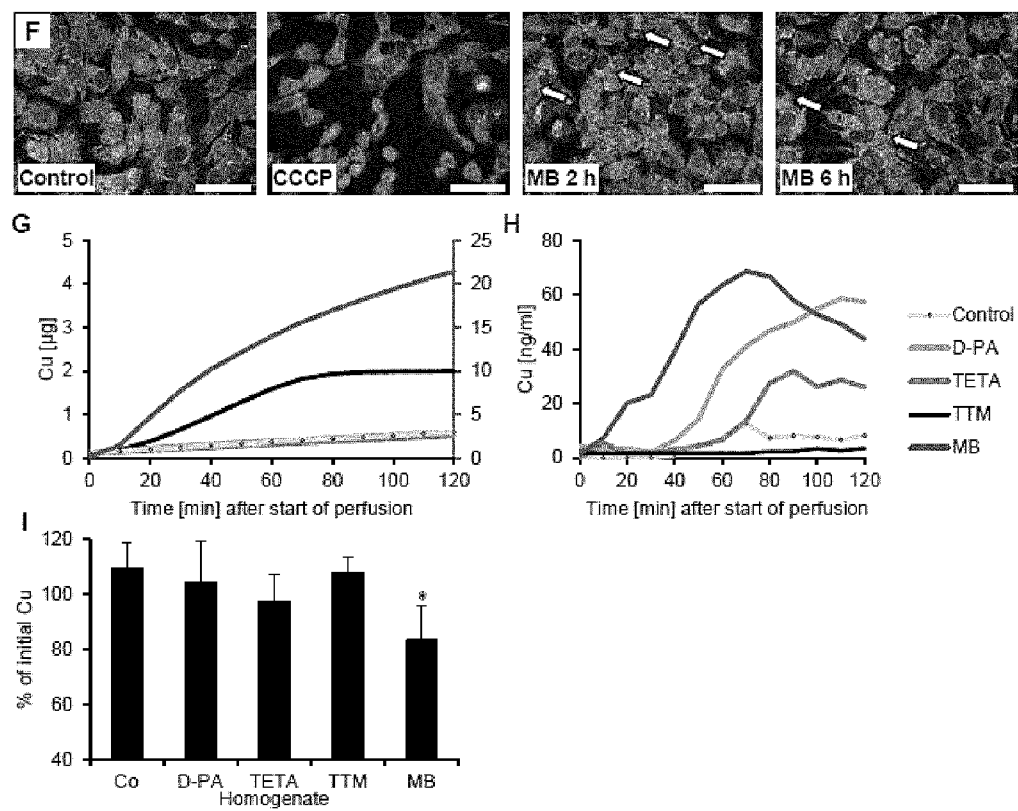 F
Control
CCCP
MB 2 h
MB 6 h
G
5
4
3
2
1
0
Cu [µg]
25
20
15
10
5
0
0 20 40 60 80 100 120
Time [min] after start of perfusion
H
80
60
40
20
0
Cu [ng/ml]
0 20 40 60 80 100 120
Time [min] after start of perfusion
Control
D-PA
TETA
TTM
MB
I
120
100
80
60
40
% of initial Cu
*
Co D-PA TETA TTM MB
Homogenate